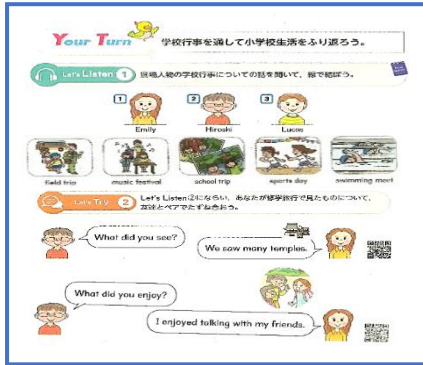 Your Turn 学校行事を通して小学校生活をふり返ろう。
Let's Listen 1 登場人物の学校行事についての話を聞いて、線で結ぼう。
1 2 3
Emily Hiroshi Lucas
field trip music festival school trip sports day swimming meet
Let's Try 2 Let's Listen②にならい、あなたが修学旅行で見たものについて、
友達とペアでたずね合おう。
What did you see?
We saw many temples.
What did you enjoy?
I enjoyed talking with my friends.